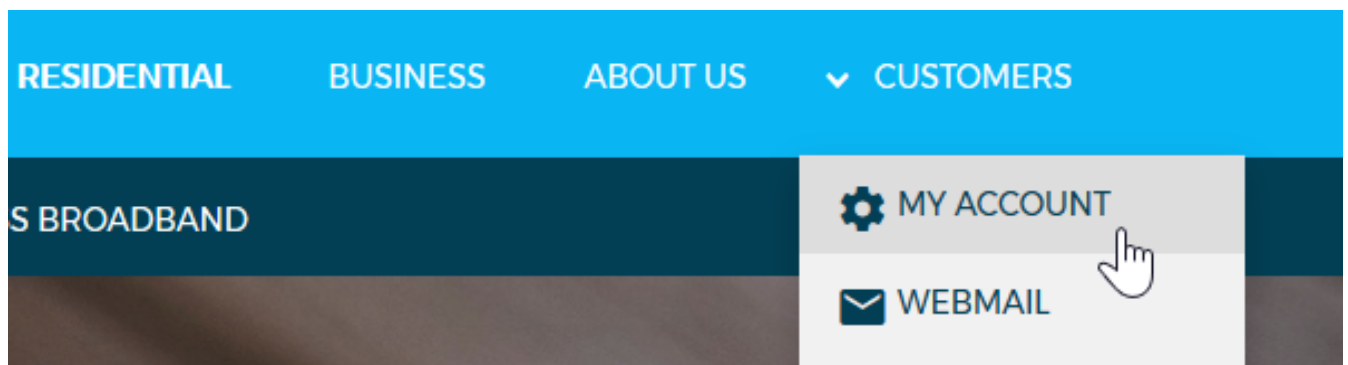 RESIDENTIAL BUSINESS ABOUT US CUSTOMERS
S BROADBAND
MY ACCOUNT
WEBMAIL